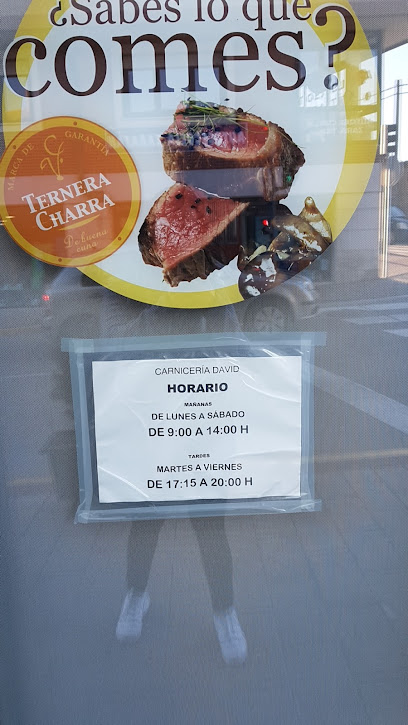 ¿Sabes lo que
comes?
MARCA DE GARANTÍA
TERNERA
CHARRA
De buena
cuna
CARNICERÍA DAVID
HORARIO
MAÑANAS
DE LUNES A SÁBADO
DE 9:00 A 14:00 H
TARDES
MARTES A VIERNES
DE 17:15 A 20:00 H